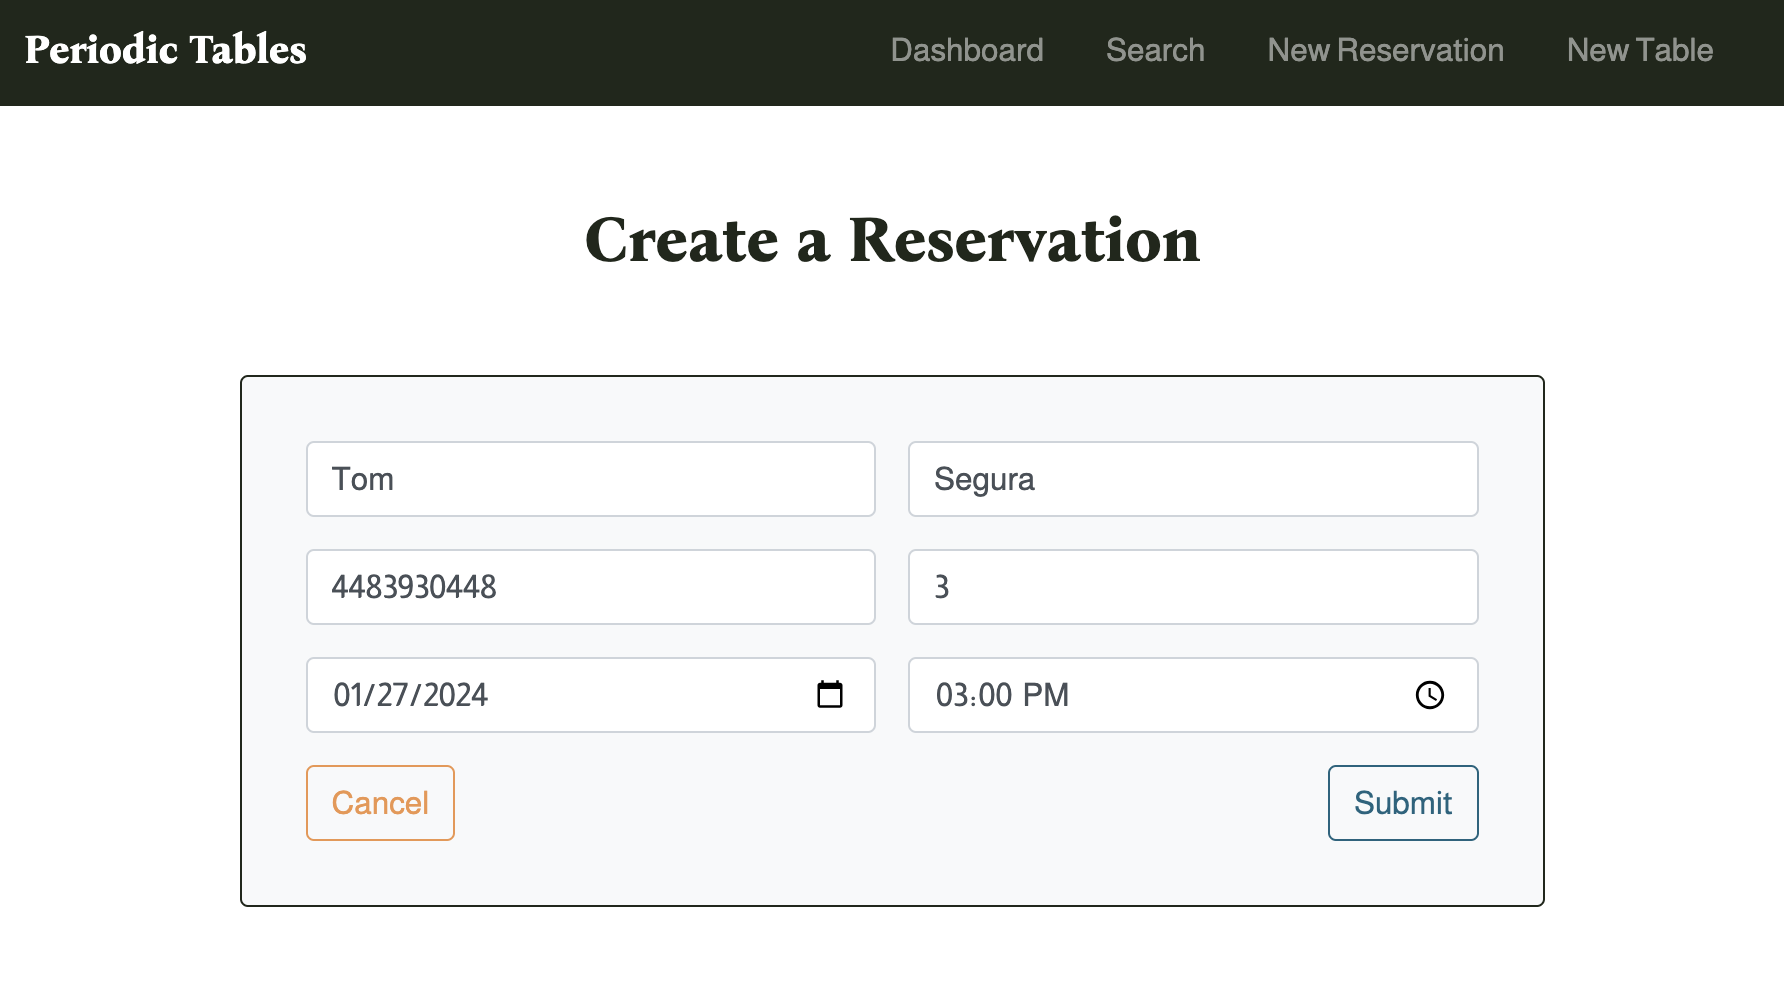 Periodic Tables Dashboard Search New Reservation New Table
Create a Reservation
Tom Segura
4483930448 3
01/27/2024 03:00 PM
Cancel Submit